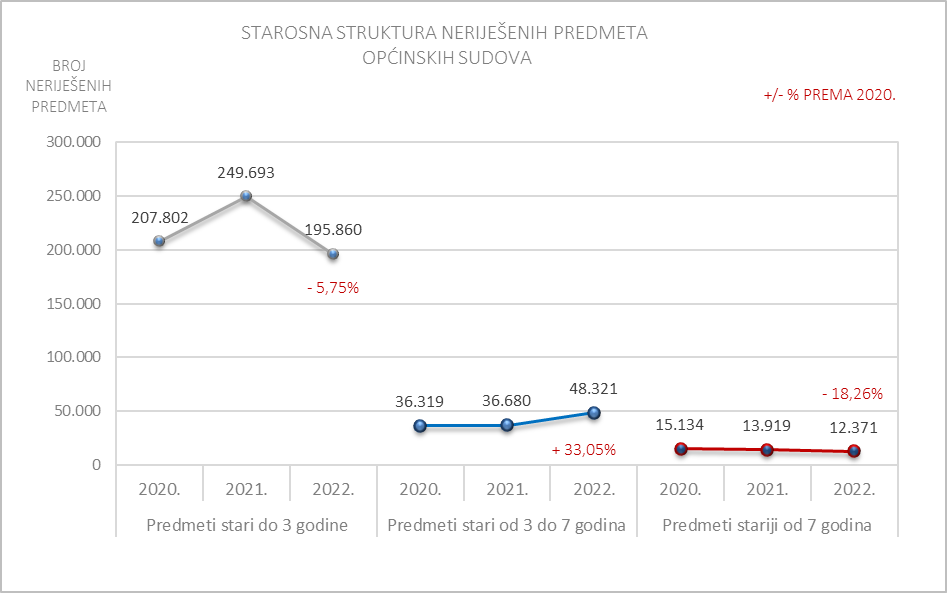 STAROSNA STRUKTURA NERIJEŠENIH PREDMETA
OPĆINSKIH SUDOVA
BROJ
NERIJEŠENIH
PREDMETA
+/- % PREMA 2020.
300.000
250.000
200.000
150.000
100.000
50.000
0
207.802
249.693
195.860
- 5,75%
36.319
36.680
48.321
+ 33,05%
15.134
13.919
12.371
- 18,26%
2020. 2021. 2022. 2020. 2021. 2022. 2020. 2021. 2022.
Predmeti stari do 3 godine Predmeti stari od 3 do 7 godina Predmeti stariji od 7 godina